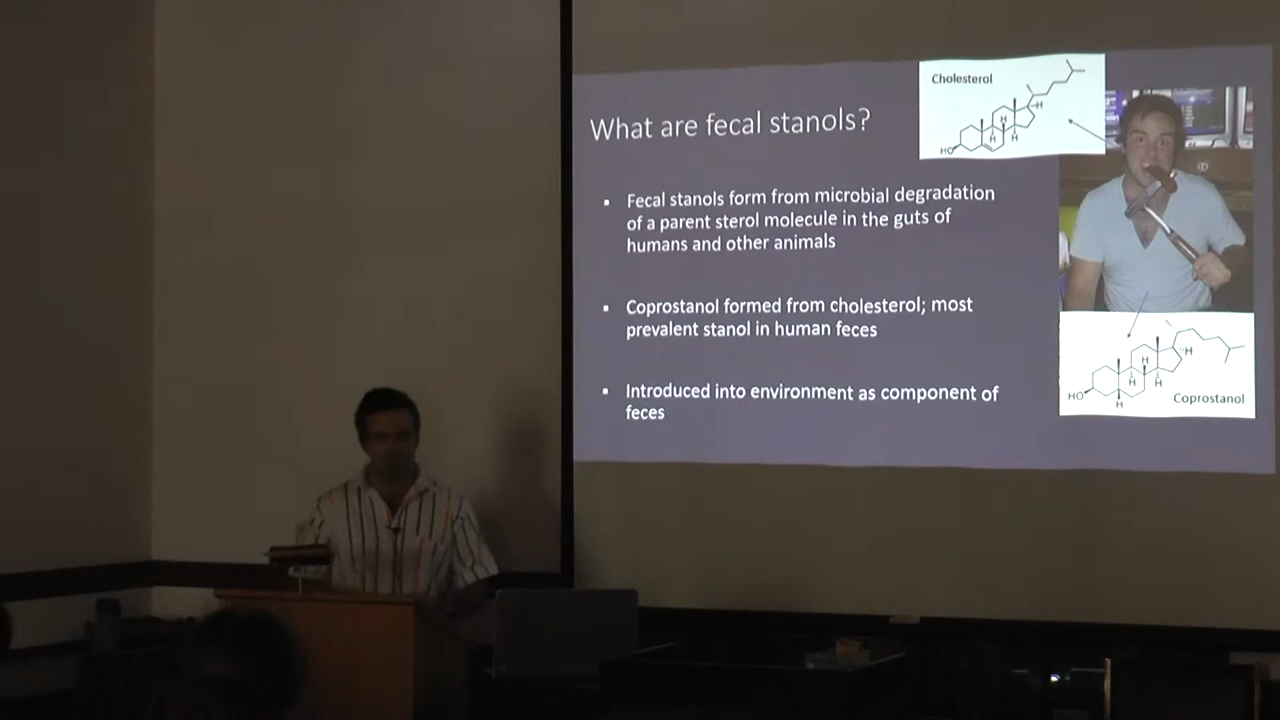 What are fecal stanols?
Cholesterol
HO
H
H
H
H
▪ Fecal stanols form from microbial degradation
of a parent sterol molecule in the guts of
humans and other animals
▪ Coprostanol formed from cholesterol; most
prevalent stanol in human feces
▪ Introduced into environment as component of
feces
H
H
H
H
HO
H
Coprostanol